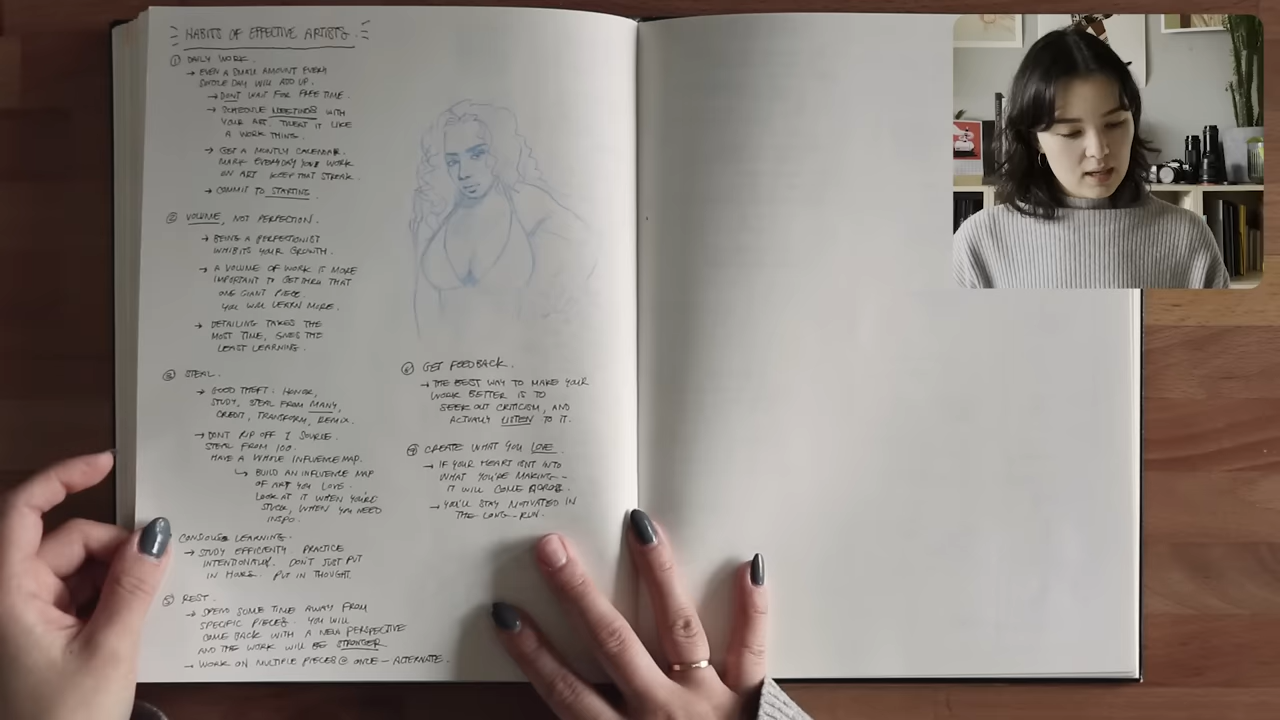 HABITS OF EFFECTIVE ARTISTS.
① DAILY WORK.
→ EVEN A SMALL AMOUNT EVERY
SINGLE DAY WILL ADD UP.
→ DONT WAIT FOR FREE TIME.
→ SCHEDULE MEETINGS WITH
YOUR ART. TREAT IT LIKE
A WORK THING.
→ GET A MONTLY CALENDAR.
MARK EVERYDAY YOU WORK
ON ART KEEP THAT STREAK.
→ COMMIT TO STARTING.
② VOLUME, NOT PERFECTION.
→ BEING A PERFECTIONIST
INHIBITS YOUR GROWTH.
→ A VOLUME OF WORK IS MORE
IMPORTANT TO GET THRU THAT
ONE GIANT PIECE.
YOU WILL LEARN MORE.
→ DETAILING TAKES THE
MOST TIME, GIVES THE
LEAST LEARNING.
③ STEAL.
→ GOOD THEFT: HONOR,
STUDY, STEAL FROM MANY,
CREDIT, TRANSFORM, REMIX.
→ DONT RIP OFF 1 SOURCE.
STEAL FROM 100.
HAVE A WHOLE INFLUENCE MAP.
↳ BUILD AN INFLUENCE MAP
OF ART YOU LOVE.
LOOK AT IT WHEN YOU'RE
STUCK, WHEN YOU NEED
INSPO.
CONSCIOUS LEARNING.
→ STUDY EFFICIENTLY PRACTICE
INTENTIONALLY. DON'T JUST PUT
IN HOURS. PUT IN THOUGHT.
⑤ REST.
→ SPEND SOME TIME AWAY FROM
SPECIFIC PIECES. YOU WILL
COME BACK WITH A NEW PERSPECTIVE
AND THE WORK WILL BE STRONGER
→ WORK ON MULTIPLE PIECES @ ONCE - ALTERNATE.
⑥ GET FEEDBACK.
→ THE BEST WAY TO MAKE YOUR
WORK BETTER IS TO
SEEK OUT CRITICISM, AND
ACTUALLY LISTEN TO IT.
⑦ CREATE WHAT YOU LOVE.
→ IF YOUR HEART ISNT INTO
WHAT YOU'RE MAKING -
IT WILL COME ACROSS.
→ YOU'LL STAY MOTIVATED IN
THE LONG-RUN.